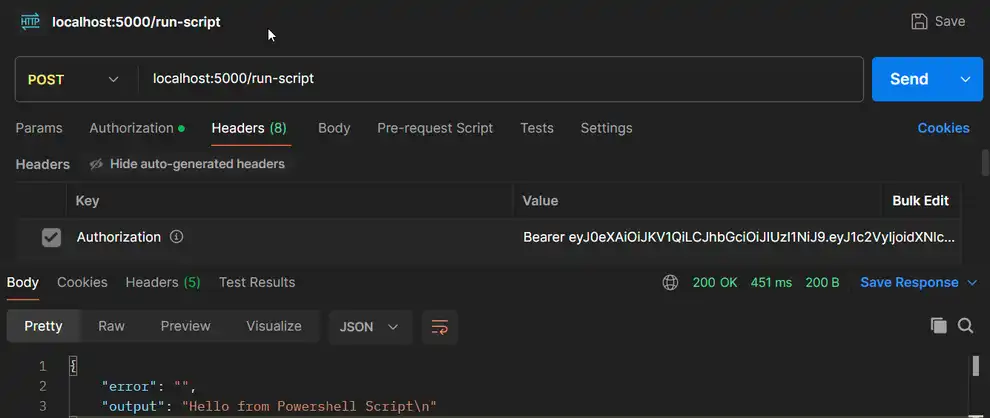 HTTP localhost:5000/run-script Save
POST localhost:5000/run-script Send
Params Authorization Headers (8) Body Pre-request Script Tests Settings Cookies
Headers Hide auto-generated headers
Key Value Bulk Edit
Authorization Bearer eyJ0eXAiOiJKV1QiLCJhbGciOiJIUzI1NiJ9.eyJ1c2VyIjoidXNlc...
Body Cookies Headers (5) Test Results 200 OK 451 ms 200 B Save Response
Pretty Raw Preview Visualize JSON
1 {
2 "error": "",
3 "output": "Hello from Powershell Script\n"